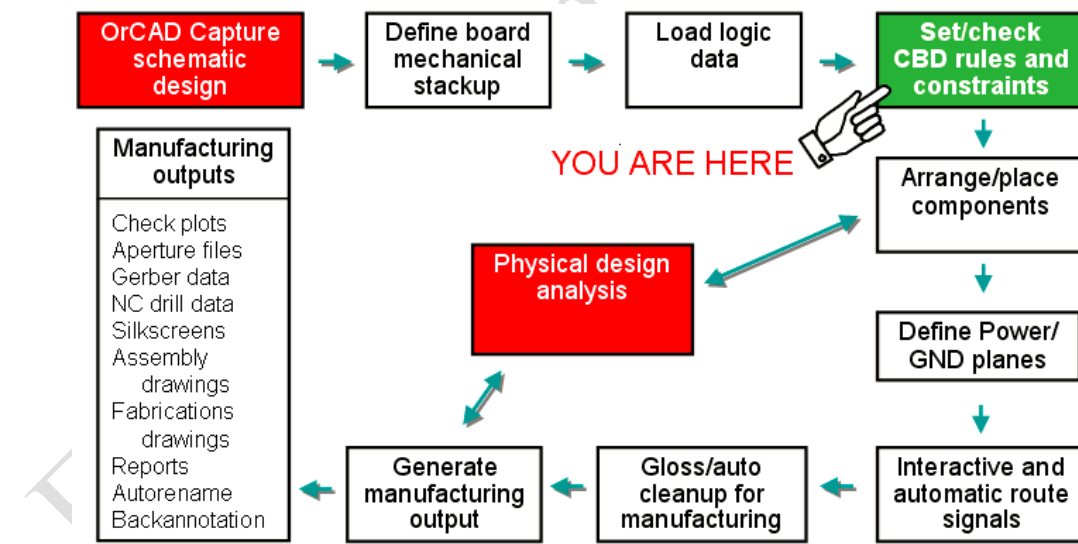 OrCAD Capture
schematic
design
Define board
mechanical
stackup
Load logic
data
Set/check
CBD rules and
constraints
YOU ARE HERE
Arrange/place
components
Physical design
analysis
Define Power/
GND planes
Interactive and
automatic route
signals
Gloss/auto
cleanup for
manufacturing
Generate
manufacturing
output
Manufacturing
outputs
Check plots
Aperture files
Gerber data
NC drill data
Silkscreens
Assembly
drawings
Fabrications
drawings
Reports
Autorename
Backannotation